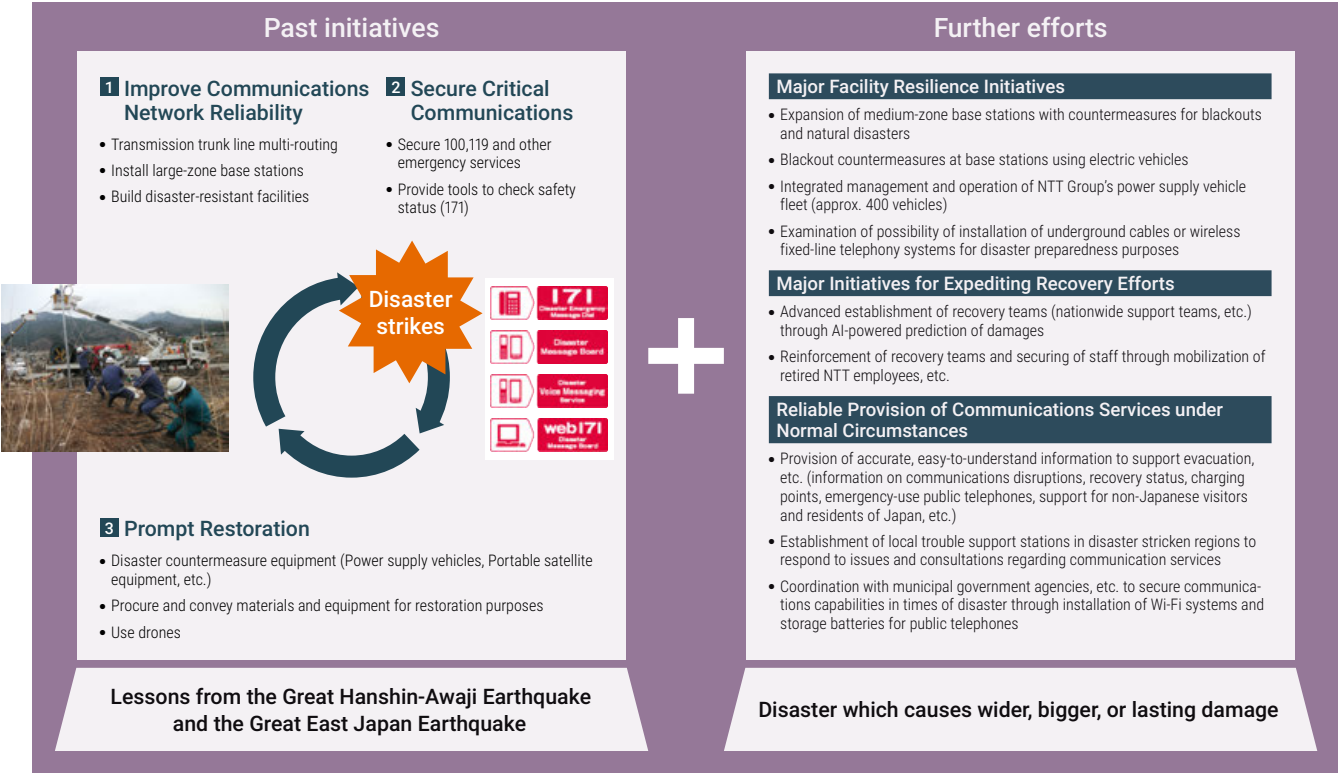 Past initiatives
1 Improve Communications
Network Reliability
• Transmission trunk line multi-routing
• Install large-zone base stations
• Build disaster-resistant facilities
2 Secure Critical
Communications
• Secure 100,119 and other
emergency services
• Provide tools to check safety
status (171)
Disaster
strikes
171
Disaster Emergency
Message Dial
Disaster
Message Board
Disaster
Voice Messaging
Service
web171
Disaster
Message Board
3 Prompt Restoration
• Disaster countermeasure equipment (Power supply vehicles, Portable satellite
equipment, etc.)
• Procure and convey materials and equipment for restoration purposes
• Use drones
Lessons from the Great Hanshin-Awaji Earthquake
and the Great East Japan Earthquake
Further efforts
Major Facility Resilience Initiatives
• Expansion of medium-zone base stations with countermeasures for blackouts
and natural disasters
• Blackout countermeasures at base stations using electric vehicles
• Integrated management and operation of NTT Group's power supply vehicle
fleet (approx. 400 vehicles)
• Examination of possibility of installation of underground cables or wireless
fixed-line telephony systems for disaster preparedness purposes
Major Initiatives for Expediting Recovery Efforts
• Advanced establishment of recovery teams (nationwide support teams, etc.)
through AI-powered prediction of damages
• Reinforcement of recovery teams and securing of staff through mobilization of
retired NTT employees, etc.
Reliable Provision of Communications Services under
Normal Circumstances
• Provision of accurate, easy-to-understand information to support evacuation,
etc. (information on communications disruptions, recovery status, charging
points, emergency-use public telephones, support for non-Japanese visitors
and residents of Japan, etc.)
• Establishment of local trouble support stations in disaster stricken regions to
respond to issues and consultations regarding communication services
• Coordination with municipal government agencies, etc. to secure communica-
tions capabilities in times of disaster through installation of Wi-Fi systems and
storage batteries for public telephones
Disaster which causes wider, bigger, or lasting damage